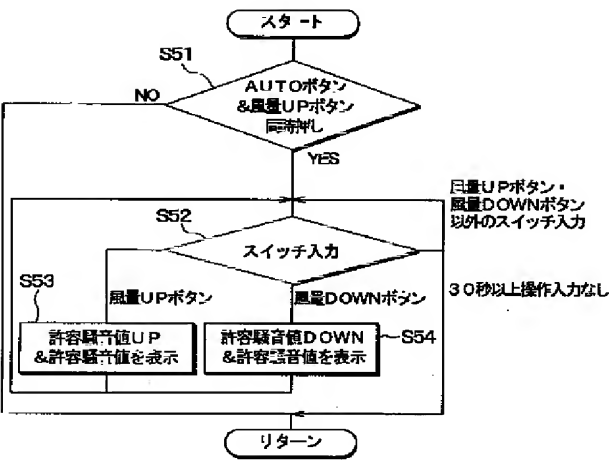 スタート
S51
AUTOボタン
&風量UPボタン
同時押し
NO
YES
風量UPボタン・
風量DOWNボタン
以外のスイッチ入力
S52
スイッチ入力
S53
風量UPボタン
風量DOWNボタン
30秒以上操作入力なし
許容騒音値UP
&許容騒音値を表示
許容騒音値DOWN
&許容騒音値を表示
S54
リターン